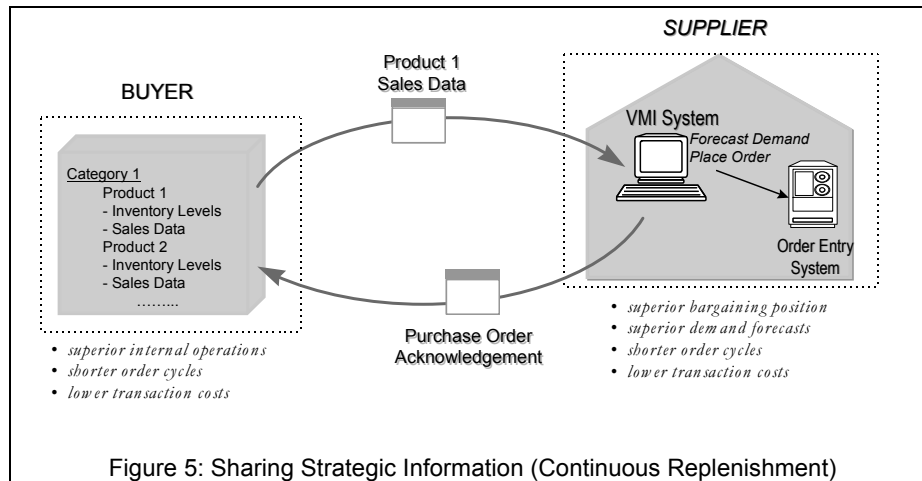 SUPPLIER
Product 1
Sales Data
BUYER
VMI System
Forecast Demand
Place Order
Category 1
Product 1
- Inventory Levels
- Sales Data
Product 2
- Inventory Levels
- Sales Data
.........
Order Entry
System
Purchase Order
Acknowledgement
• superior internal operations
• shorter order cycles
• lower transaction costs
• superior bargaining position
• superior demand forecasts
• shorter order cycles
• lower transaction costs
Figure 5: Sharing Strategic Information (Continuous Replenishment)